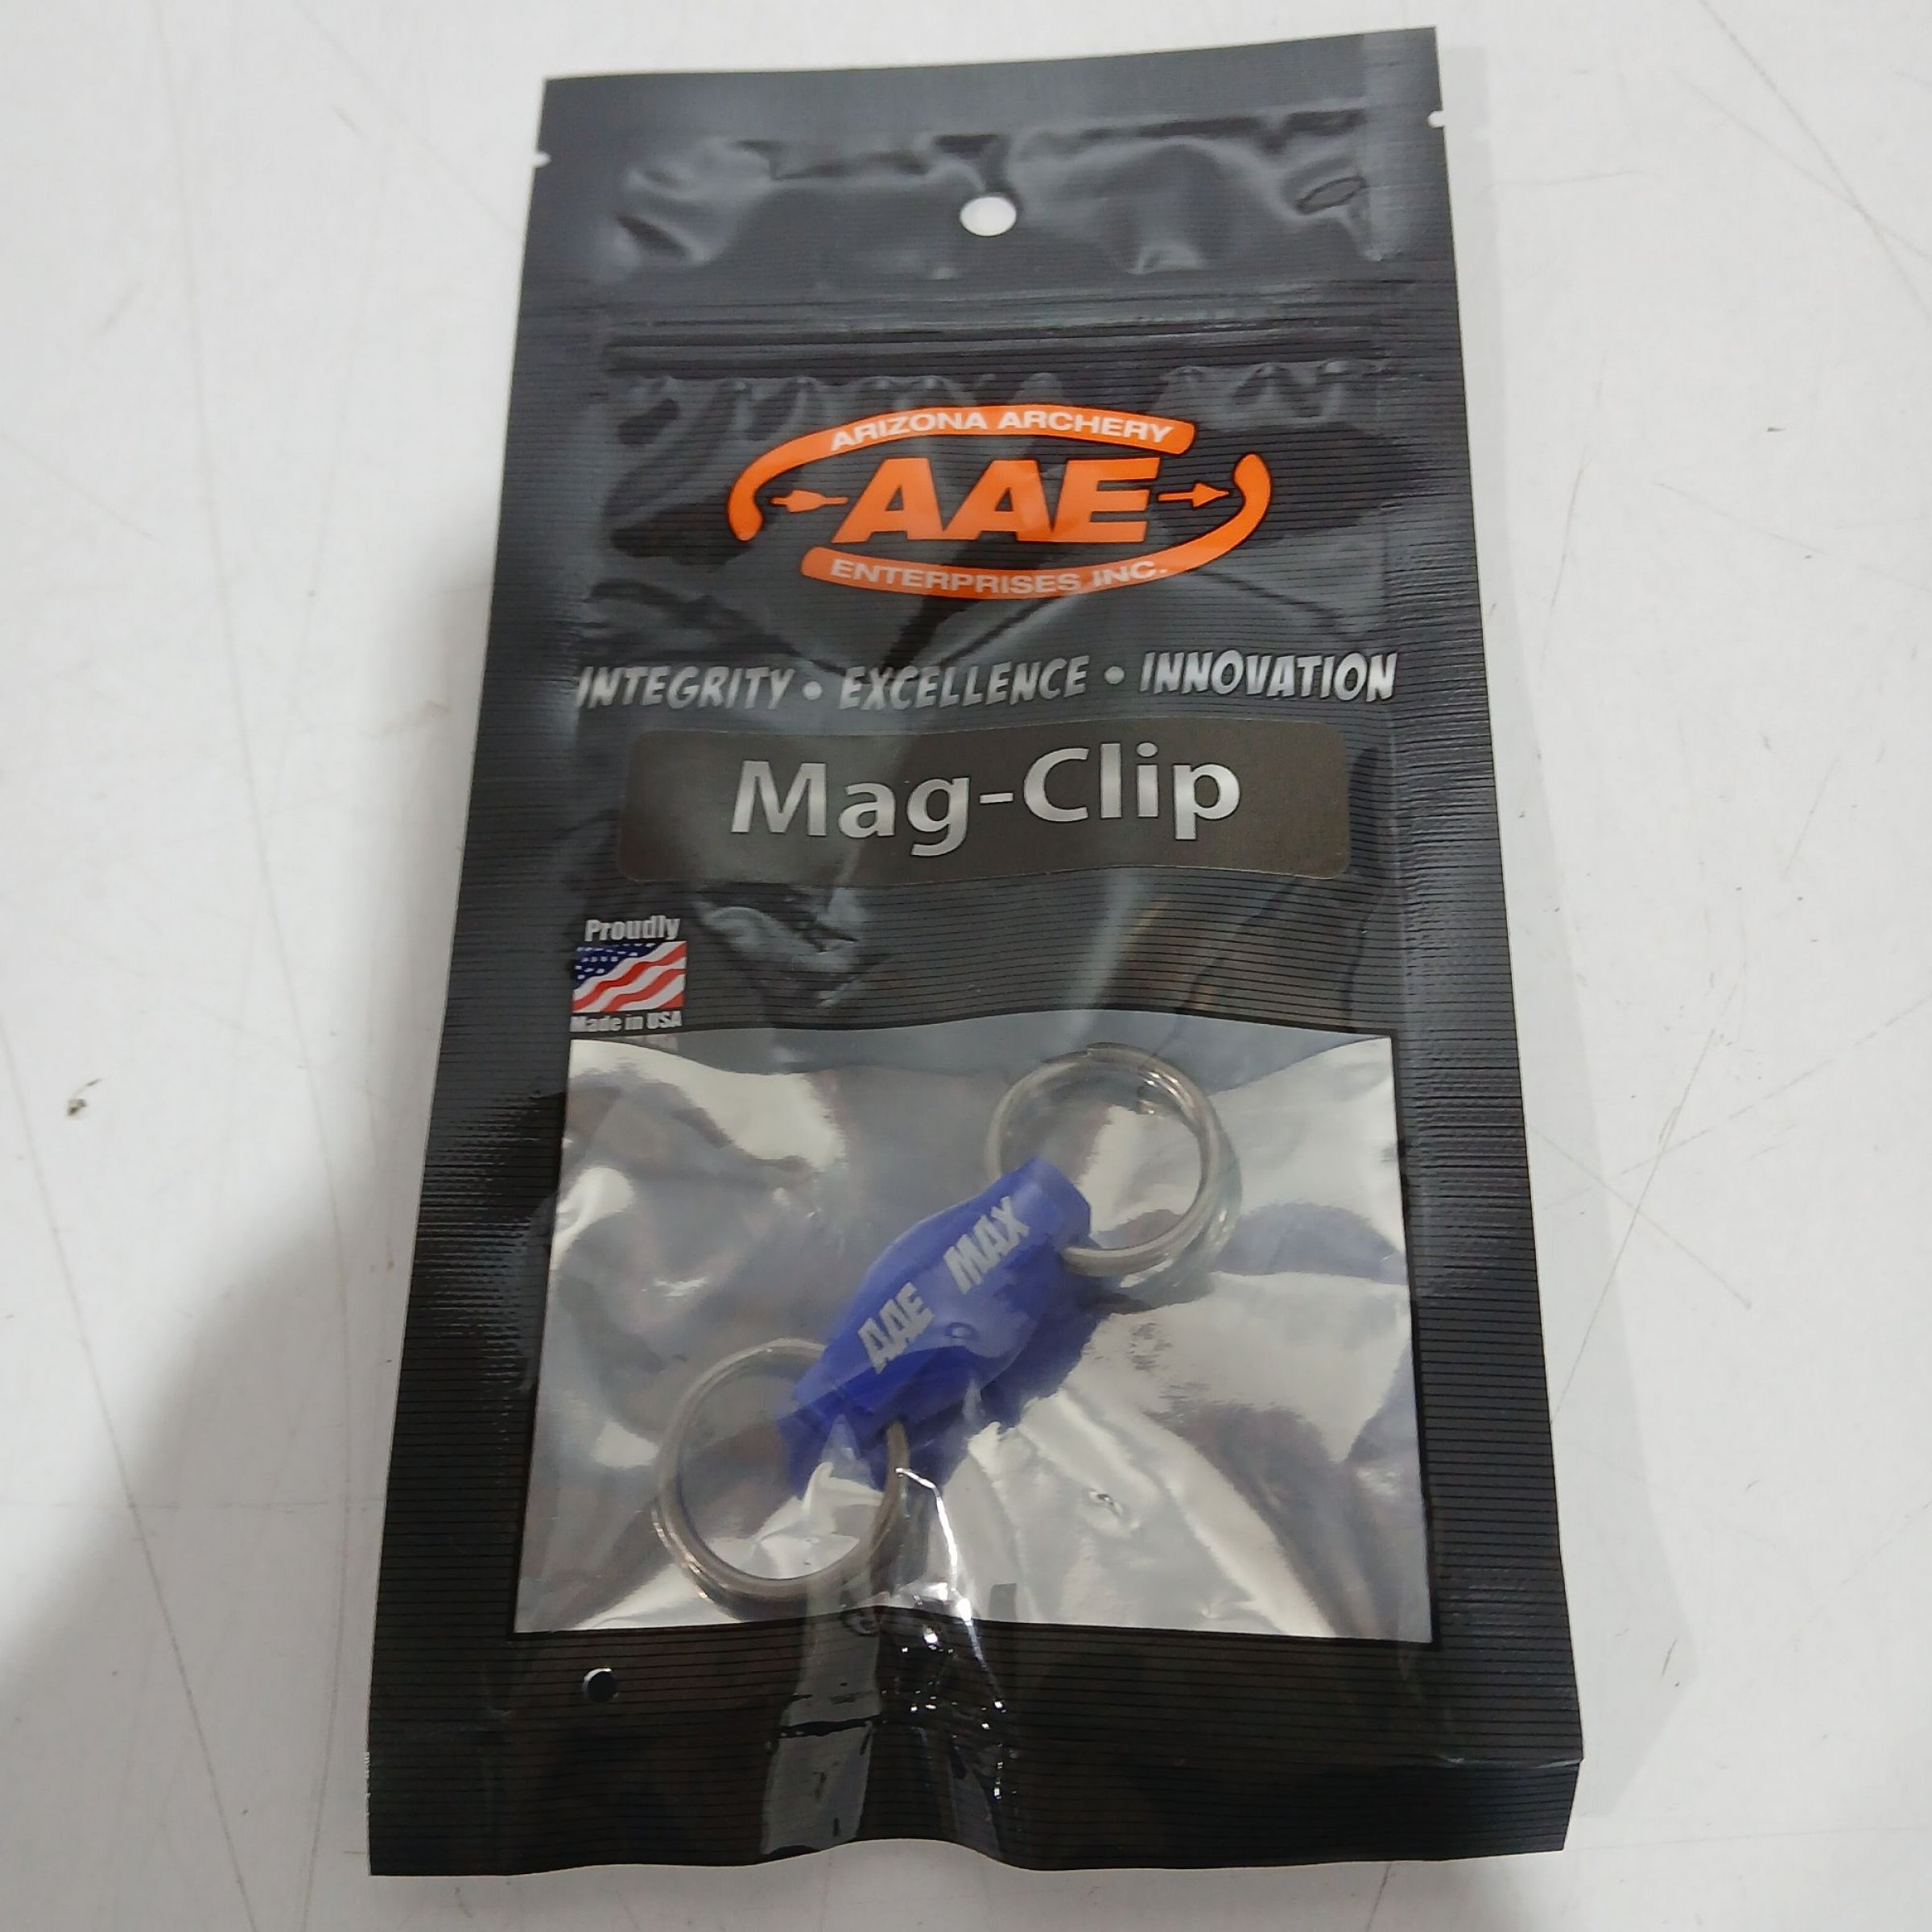 ARIZONA ARCHERY
AAE
ENTERPRISES, INC.
INTEGRITY • EXCELLENCE • INNOVATION
Mag-Clip
Proudly
Made in USA
AAE MAX